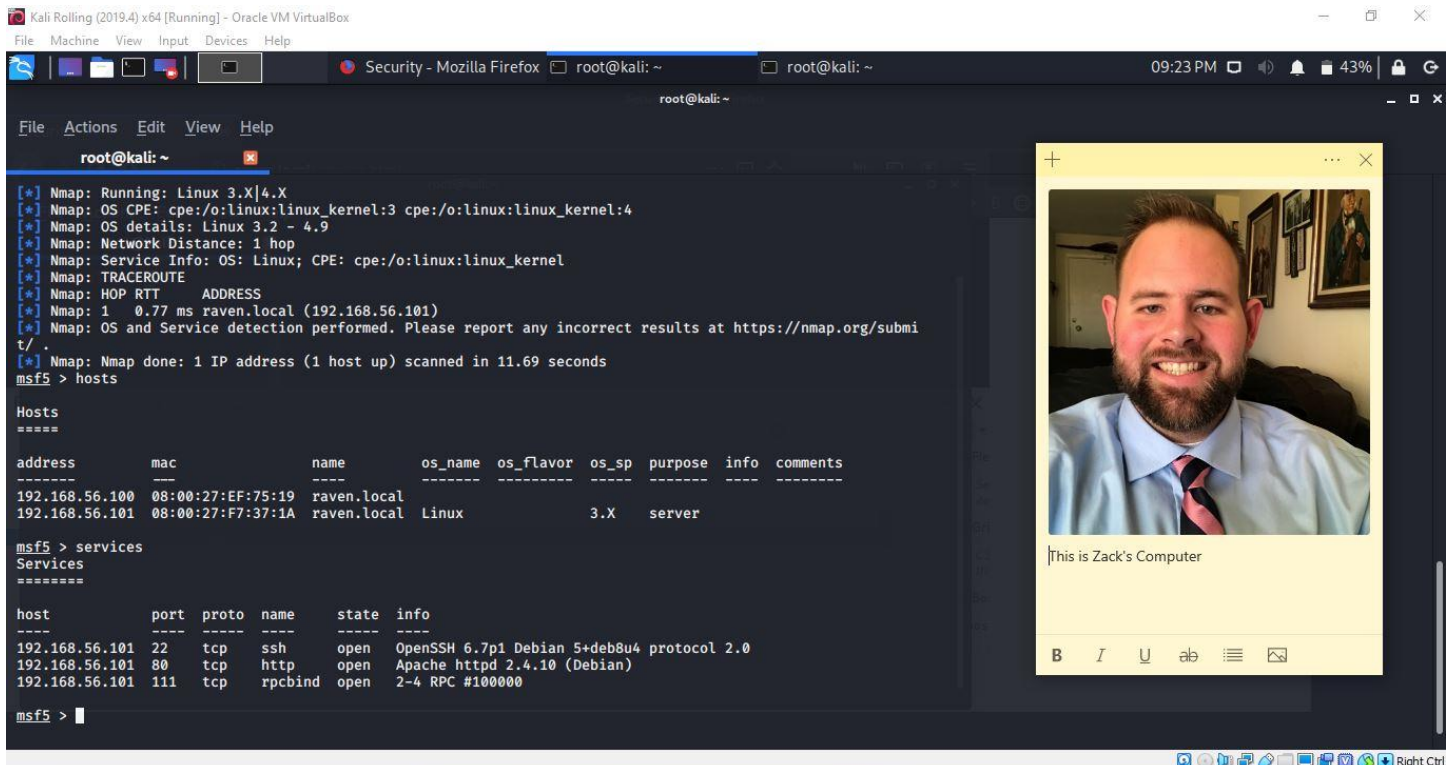 Kali Rolling (2019.4) x64 [Running] - Oracle VM VirtualBox
File Machine View Input Devices Help
Security - Mozilla Firefox root@kali: ~ root@kali: ~ 09:23 PM 43%
root@kali: ~
File Actions Edit View Help
root@kali: ~
[*] Nmap: Running: Linux 3.X|4.X
[*] Nmap: OS CPE: cpe:/o:linux:linux_kernel:3 cpe:/o:linux:linux_kernel:4
[*] Nmap: OS details: Linux 3.2 - 4.9
[*] Nmap: Network Distance: 1 hop
[*] Nmap: Service Info: OS: Linux; CPE: cpe:/o:linux:linux_kernel
[*] Nmap: TRACEROUTE
[*] Nmap: HOP RTT     ADDRESS
[*] Nmap: 1   0.77 ms raven.local (192.168.56.101)
[*] Nmap: OS and Service detection performed. Please report any incorrect results at https://nmap.org/submi
t/ .
[*] Nmap: Nmap done: 1 IP address (1 host up) scanned in 11.69 seconds
msf5 > hosts
Hosts
=====
address         mac                name         os_name  os_flavor  os_sp  purpose  info  comments
-------         ---                ----         -------  ---------  -----  -------  ----  --------
192.168.56.100  08:00:27:EF:75:19  raven.local
192.168.56.101  08:00:27:F7:37:1A  raven.local  Linux               3.X    server
msf5 > services
Services
========
host            port  proto  name     state  info
----            ----  -----  ----     -----  ----
192.168.56.101  22    tcp    ssh      open   OpenSSH 6.7p1 Debian 5+deb8u4 protocol 2.0
192.168.56.101  80    tcp    http     open   Apache httpd 2.4.10 (Debian)
192.168.56.101  111   tcp    rpcbind  open   2-4 RPC #100000
msf5 >
This is Zack's Computer
B I U ab
Right Ctrl